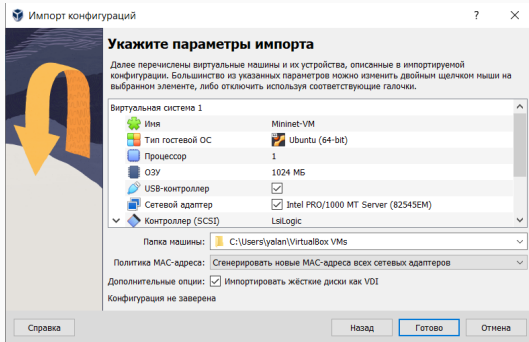 Импорт конфигураций
? ×
Укажите параметры импорта
Далее перечислены виртуальные машины и их устройства, описанные в импортируемой
конфигурации. Большинство из указанных параметров можно изменить двойным щелчком мыши на
выбранном элементе, либо отключить используя соответствующие галочки.
Виртуальная система 1
Имя Mininet-VM
Тип гостевой ОС Ubuntu (64-bit)
Процессор 1
ОЗУ 1024 МБ
USB-контроллер
Сетевой адаптер Intel PRO/1000 MT Server (82545EM)
Контроллер (SCSI) LsiLogic
Папка машины: C:\Users\yalan\VirtualBox VMs
Политика MAC-адреса: Сгенерировать новые MAC-адреса всех сетевых адаптеров
Дополнительные опции: Импортировать жёсткие диски как VDI
Конфигурация не заверена
Справка Назад Готово Отмена